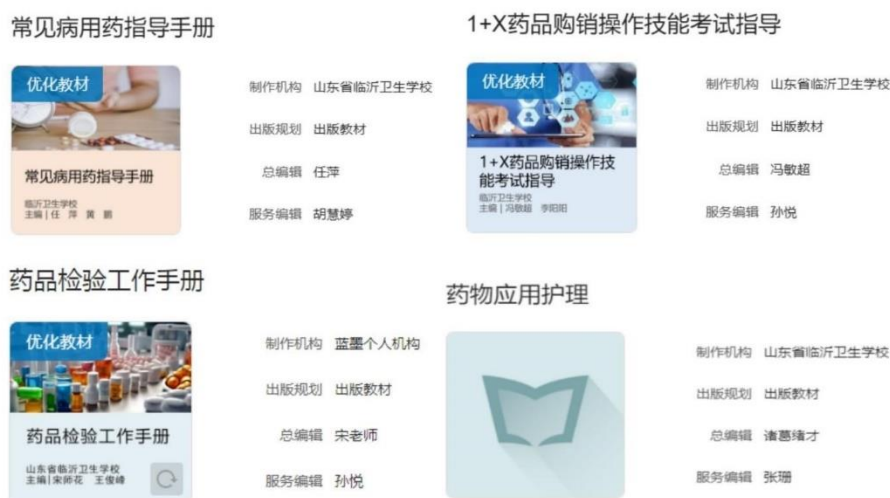 常见病用药指导手册
优化教材
常见病用药指导手册
临沂卫生学校
主编|任 萍 黄 鹏
制作机构 山东省临沂卫生学校
出版规划 出版教材
总编辑 任萍
服务编辑 胡慧婷
1+X药品购销操作技能考试指导
优化教材
1+X药品购销操作技
能考试指导
临沂卫生学校
主编|冯敏超 李阳阳
制作机构 山东省临沂卫生学校
出版规划 出版教材
总编辑 冯敏超
服务编辑 孙悦
药品检验工作手册
优化教材
药品检验工作手册
山东省临沂卫生学校
主编|宋师花 王俊峰
制作机构 蓝墨个人机构
出版规划 出版教材
总编辑 宋老师
服务编辑 孙悦
药物应用护理
制作机构 山东省临沂卫生学校
出版规划 出版教材
总编辑 诸葛绪才
服务编辑 张珊